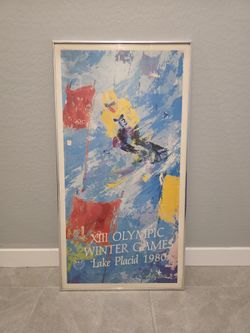 XIII OLYMPIC
WINTER GAMES
Lake Placid 1980